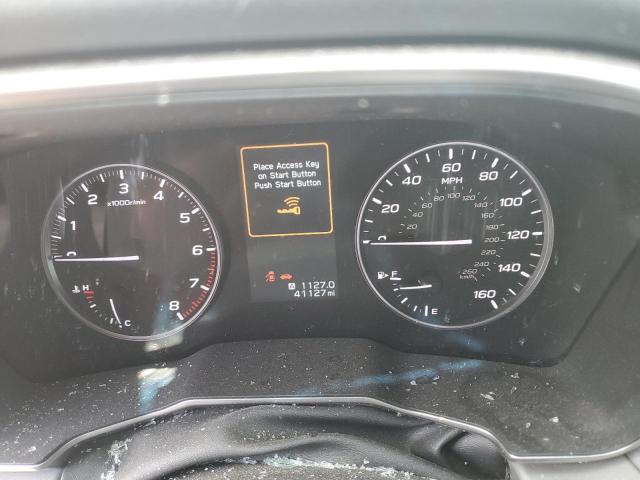 Place Access Key
on Start Button
Push Start Button
x1000r/min
0
1
2
3
4
5
6
7
8
H
C
A 1127.0
41127mi
MPH
0
20
40
60
80
100
120
140
160
20
40
60
80
100
120
140
160
180
200
220
240
260
km/h
F
E